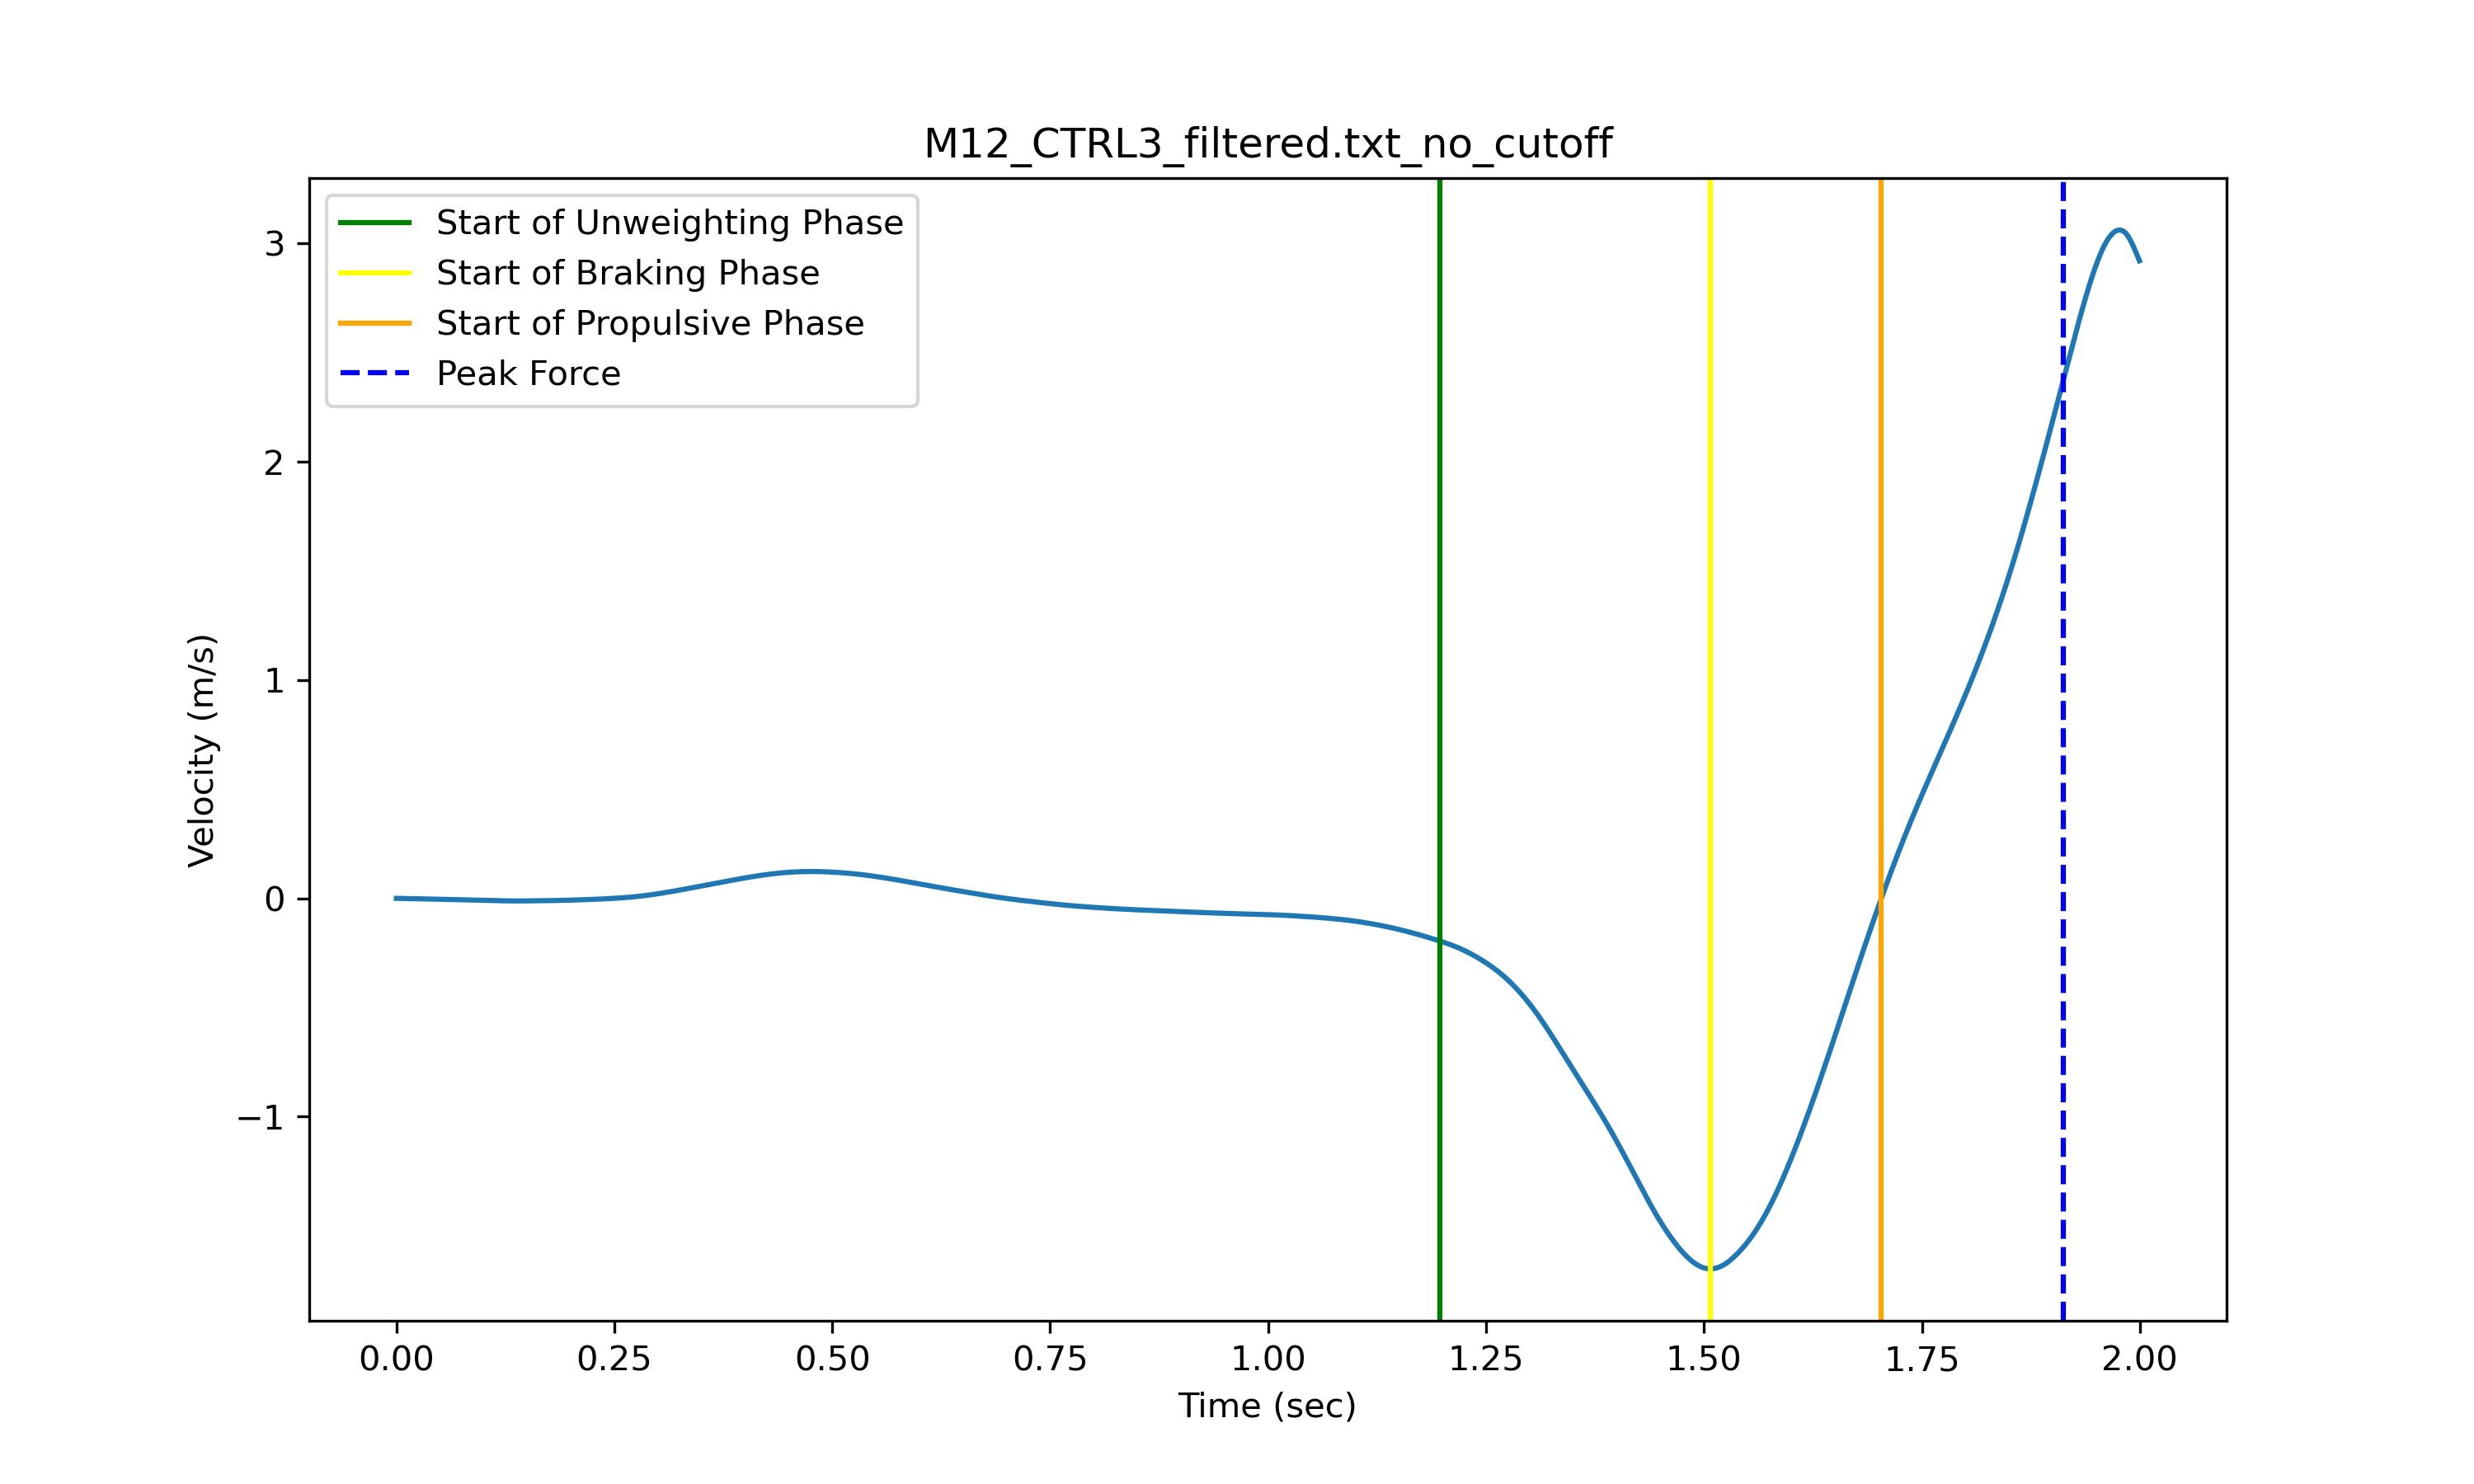 M12_CTRL3_filtered.txt_no_cutoff
Start of Unweighting Phase
Start of Braking Phase
Start of Propulsive Phase
Peak Force
3
2
1
0
−1
Velocity (m/s)
0.00 0.25 0.50 0.75 1.00 1.25 1.50 1.75 2.00
Time (sec)